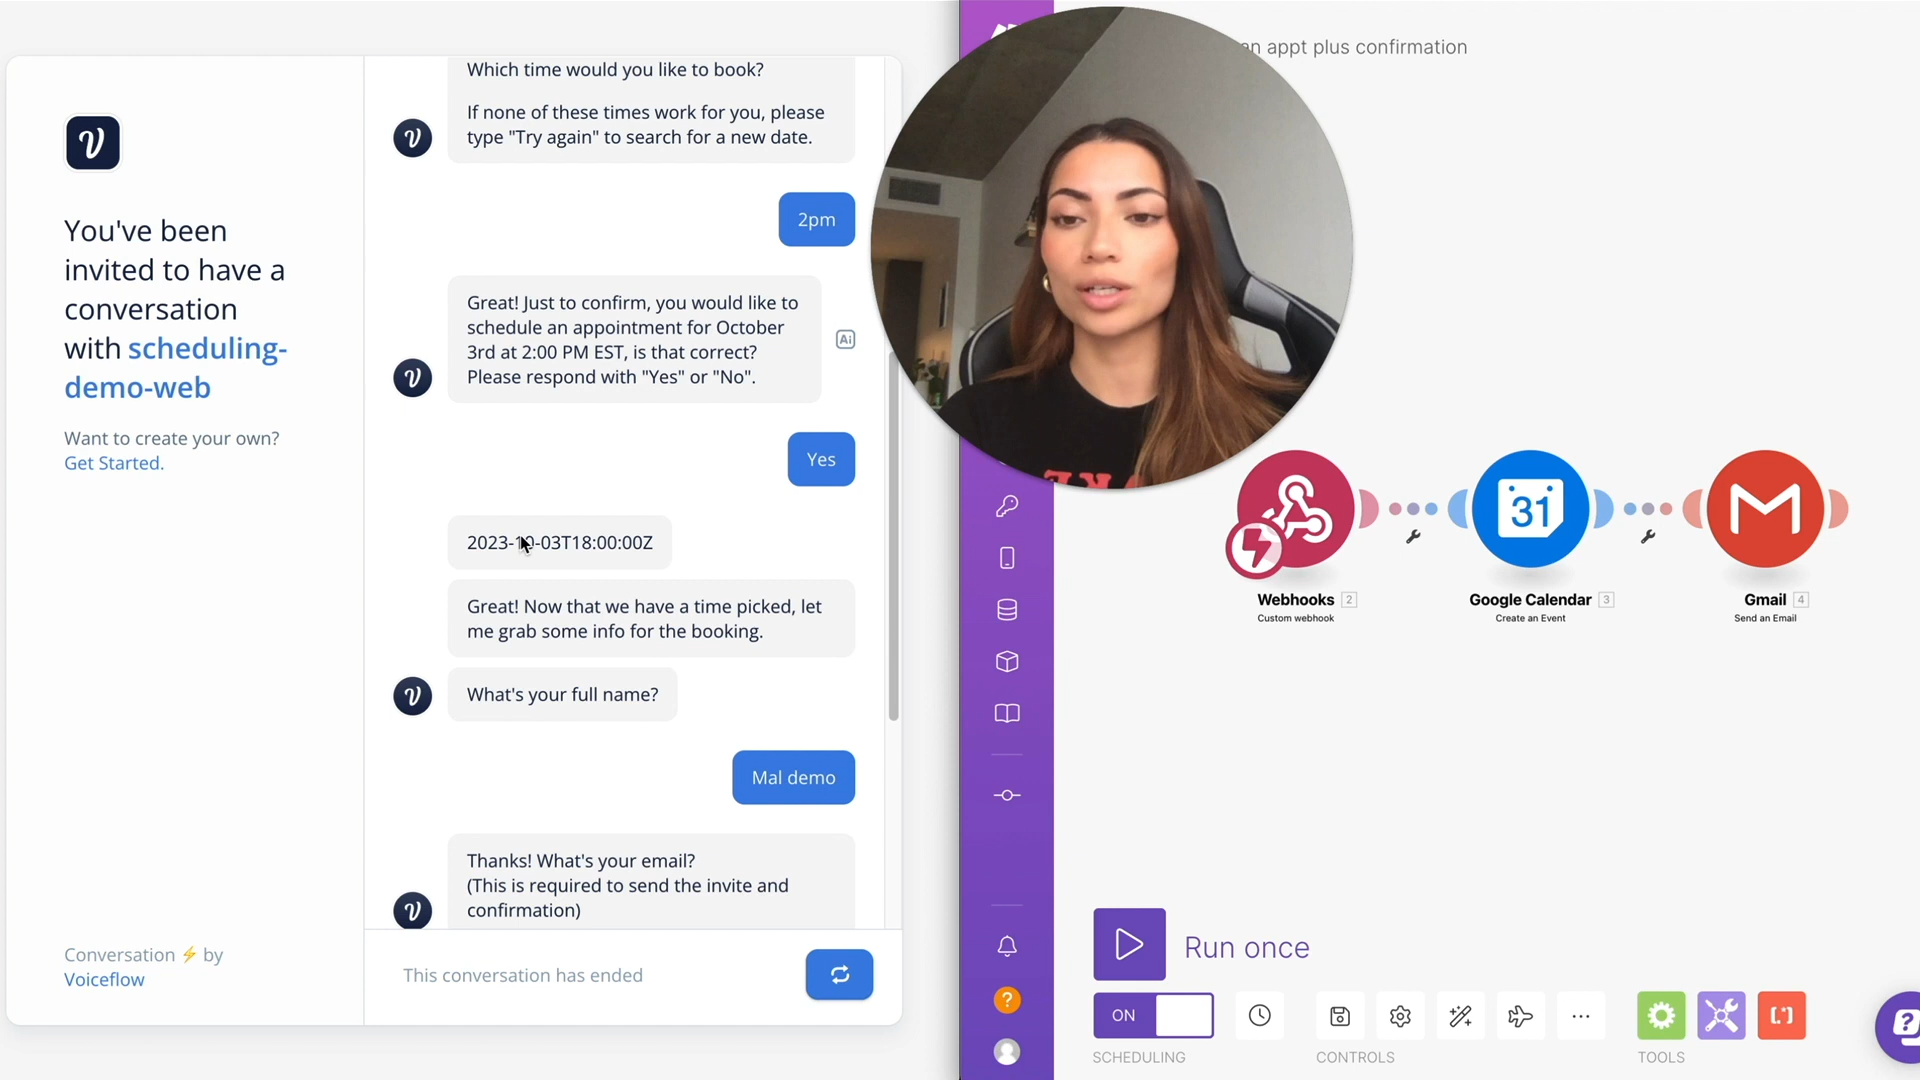 You've been
invited to have a
conversation
with scheduling-
demo-web
Want to create your own?
Get Started.
Conversation ⚡ by
Voiceflow
Which time would you like to book?
If none of these times work for you, please
type "Try again" to search for a new date.
2pm
Great! Just to confirm, you would like to
schedule an appointment for October
3rd at 2:00 PM EST, is that correct?
Please respond with "Yes" or "No".
Ai
Yes
2023-10-03T18:00:00Z
Great! Now that we have a time picked, let
me grab some info for the booking.
What's your full name?
Mal demo
Thanks! What's your email?
(This is required to send the invite and
confirmation)
This conversation has ended
an appt plus confirmation
31
Webhooks 2
Custom webhook
Google Calendar 3
Create an Event
Gmail 4
Send an Email
Run once
ON
SCHEDULING
CONTROLS
TOOLS